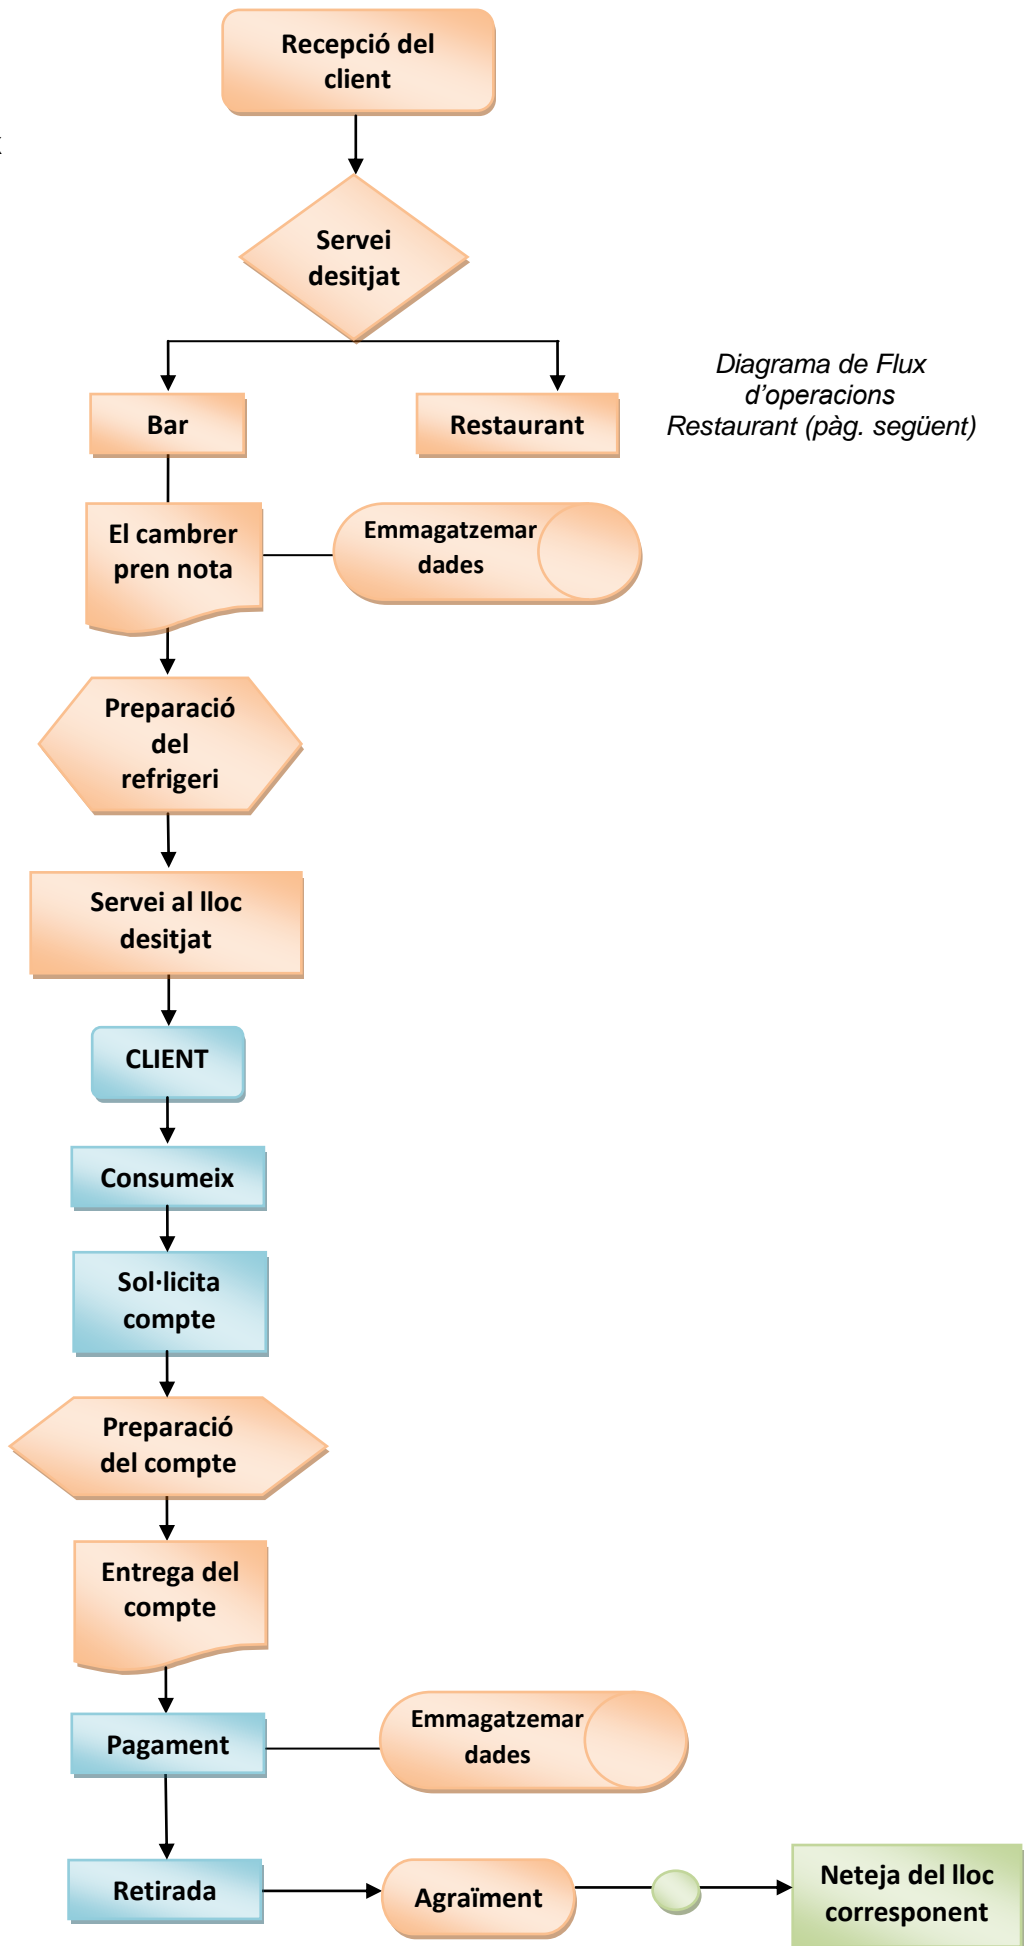 Recepció del
client
Servei
desitjat
Diagrama de Flux
d'operacions
Restaurant (pàg. següent)
Bar
Restaurant
El cambrer
pren nota
Emmagatzemar
dades
Preparació
del
refrigeri
Servei al lloc
desitjat
CLIENT
Consumeix
Sol·licita
compte
Preparació
del compte
Entrega del
compte
Pagament
Emmagatzemar
dades
Retirada
Agraïment
Neteja del lloc
corresponent